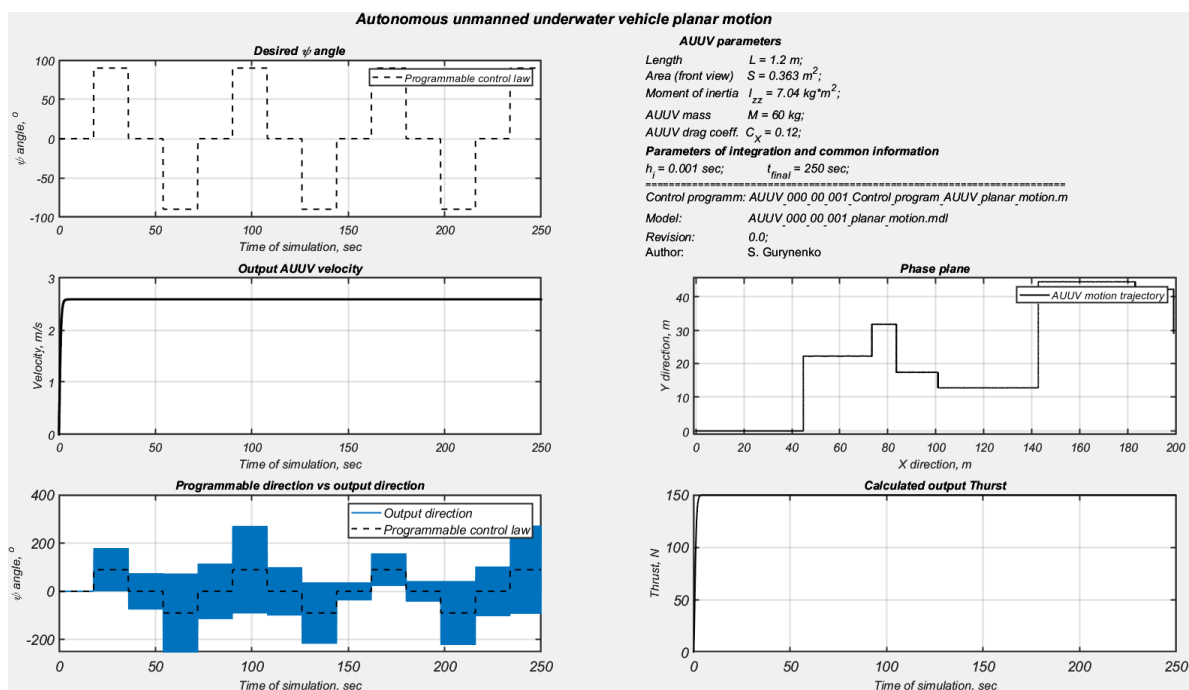 Autonomous unmanned underwater vehicle planar motion
Desired ψ angle
Programmable control law
100
50
0
-50
-100
ψ angle, °
0 50 100 150 200 250
Time of simulation, sec
AUUV parameters
Length L = 1.2 m;
Area (front view) S = 0.363 m²;
Moment of inertia I_zz = 7.04 kg*m²;
AUUV mass M = 60 kg;
AUUV drag coeff. C_X = 0.12;
Parameters of integration and common information
h_i = 0.001 sec; t_final = 250 sec;
======================================================================
Control programm: AUUV_000_00_001_Control_program_AUUV_planar_motion.m
Model: AUUV_000_00_001_planar_motion.mdl
Revision: 0.0;
Author: S. Gurynenko
Output AUUV velocity
3
2
1
0
Velocity, m/s
0 50 100 150 200 250
Time of simulation, sec
Phase plane
AUUV motion trajectory
40
30
20
10
0
Y direction, m
0 20 40 60 80 100 120 140 160 180 200
X direction, m
Programmable direction vs output direction
Output direction
Programmable control law
400
200
0
-200
ψ angle, °
0 50 100 150 200 250
Time of simulation, sec
Calculated output Thurst
150
100
50
0
Thrust, N
0 50 100 150 200 250
Time of simulation, sec